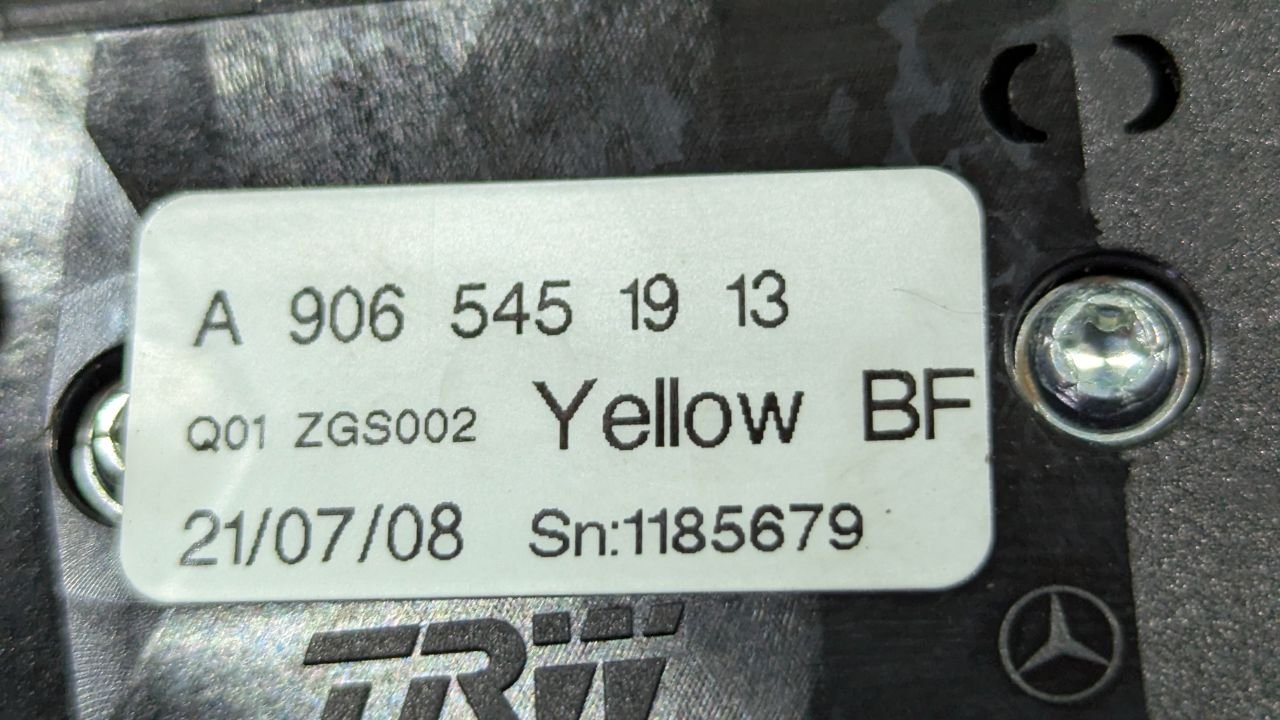 A 906 545 19 13
Q01 ZGS002 Yellow BF
21/07/08 Sn:1185679
TRW